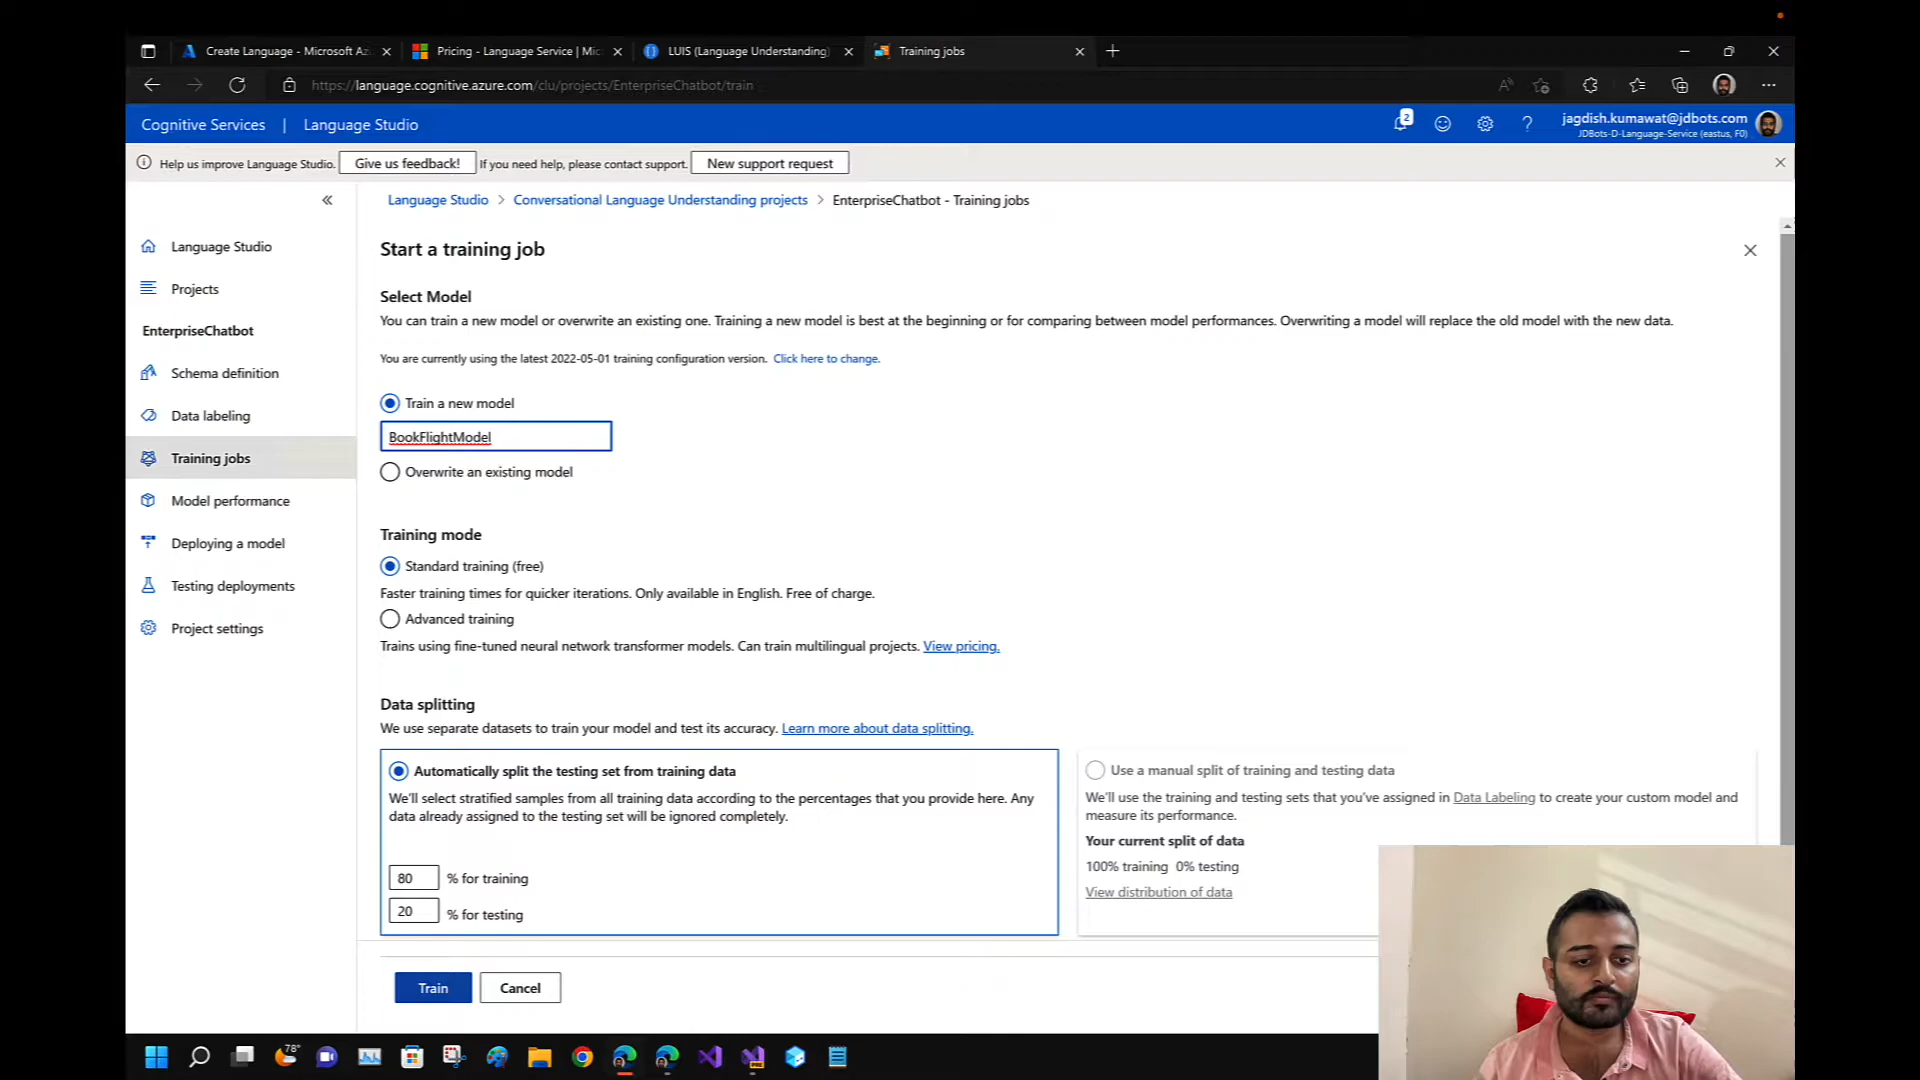 Create Language - Microsoft Az
Pricing - Language Service | Mic
LUIS (Language Understanding)
Training jobs
https://language.cognitive.azure.com/clu/projects/EnterpriseChatbot/train
Cognitive Services | Language Studio
2
jagdish.kumawat@jdbots.com
JDBots-D-Language-Service (eastus, F0)
Help us improve Language Studio. Give us feedback! If you need help, please contact support. New support request
Language Studio > Conversational Language Understanding projects > EnterpriseChatbot - Training jobs
Language Studio
Projects
EnterpriseChatbot
Schema definition
Data labeling
Training jobs
Model performance
Deploying a model
Testing deployments
Project settings
Start a training job
Select Model
You can train a new model or overwrite an existing one. Training a new model is best at the beginning or for comparing between model performances. Overwriting a model will replace the old model with the new data.
You are currently using the latest 2022-05-01 training configuration version. Click here to change.
Train a new model
BookFlightModel
Overwrite an existing model
Training mode
Standard training (free)
Faster training times for quicker iterations. Only available in English. Free of charge.
Advanced training
Trains using fine-tuned neural network transformer models. Can train multilingual projects. View pricing.
Data splitting
We use separate datasets to train your model and test its accuracy. Learn more about data splitting.
Automatically split the testing set from training data
We'll select stratified samples from all training data according to the percentages that you provide here. Any
data already assigned to the testing set will be ignored completely.
80 % for training
20 % for testing
Use a manual split of training and testing data
We'll use the training and testing sets that you've assigned in Data Labeling to create your custom model and
measure its performance.
Your current split of data
100% training 0% testing
View distribution of data
Train
Cancel
78°
PRE